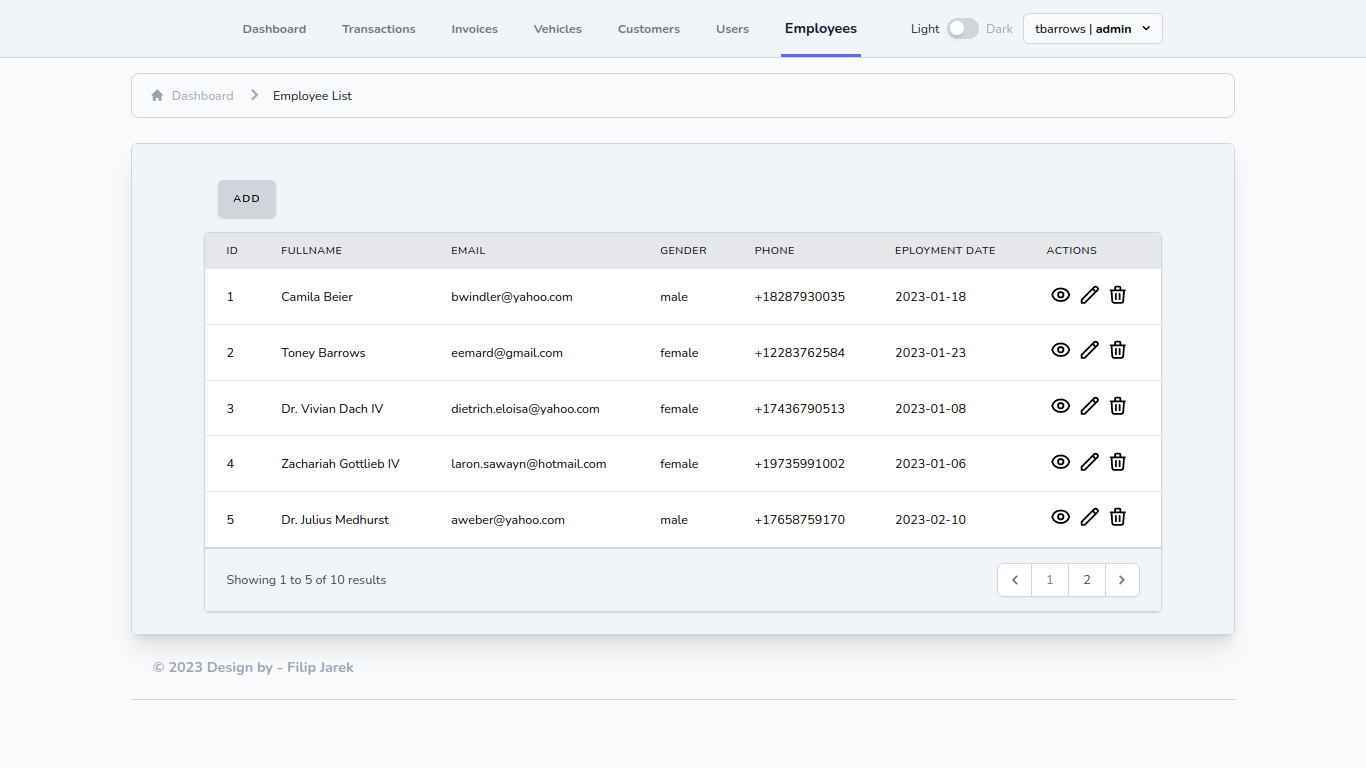 Dashboard Transactions Invoices Vehicles Customers Users Employees Light Dark tbarrows | admin
Dashboard Employee List
ADD
ID FULLNAME EMAIL GENDER PHONE EPLOYMENT DATE ACTIONS
1 Camila Beier bwindler@yahoo.com male +18287930035 2023-01-18
2 Toney Barrows eemard@gmail.com female +12283762584 2023-01-23
3 Dr. Vivian Dach IV dietrich.eloisa@yahoo.com female +17436790513 2023-01-08
4 Zachariah Gottlieb IV laron.sawayn@hotmail.com female +19735991002 2023-01-06
5 Dr. Julius Medhurst aweber@yahoo.com male +17658759170 2023-02-10
Showing 1 to 5 of 10 results 1 2
© 2023 Design by - Filip Jarek